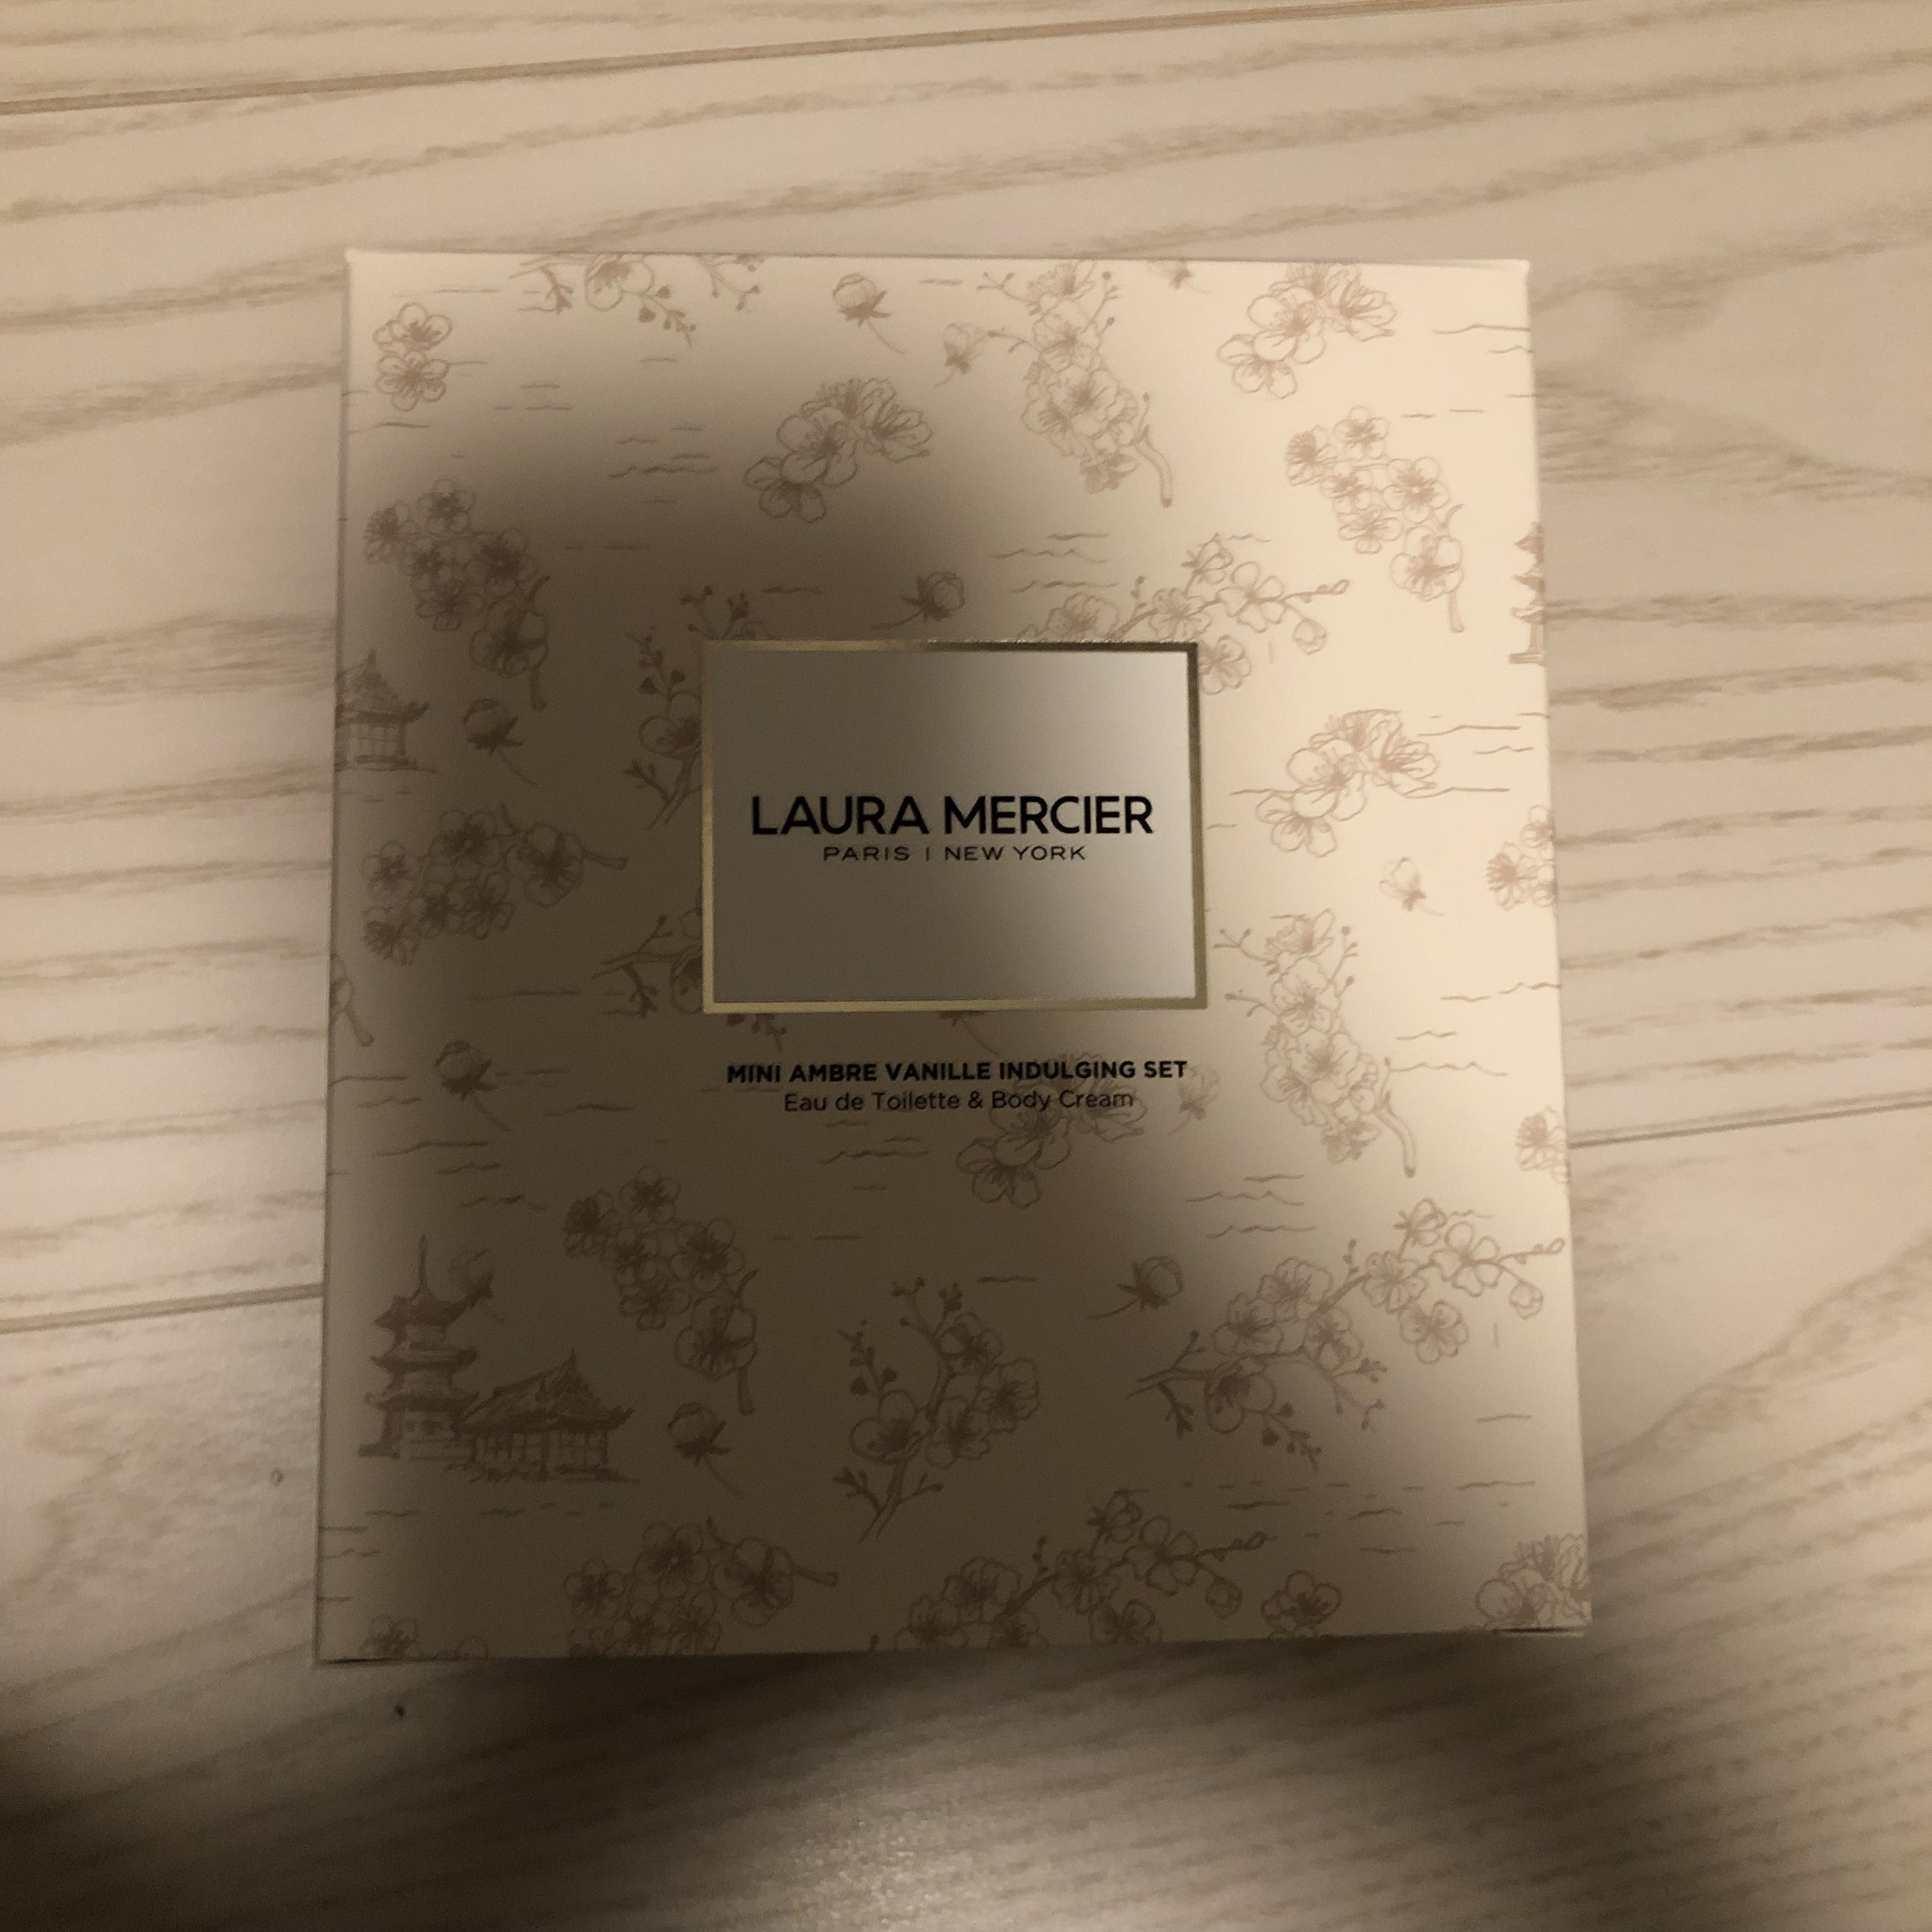 LAURA MERCIER
PARIS | NEW YORK
MINI AMBRE VANILLE INDULGING SET
Eau de Toilette & Body Cream